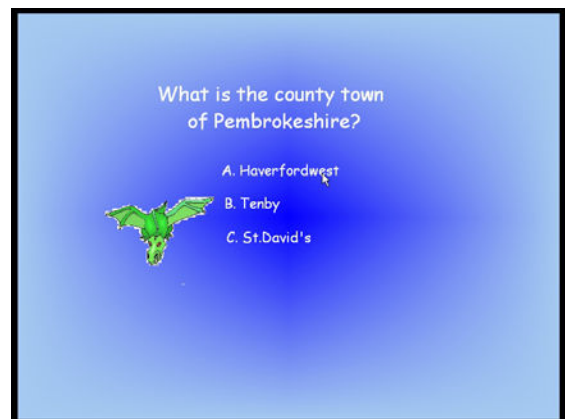 What is the county town
of Pembrokeshire?
A. Haverfordwest
B. Tenby
C. St.David's